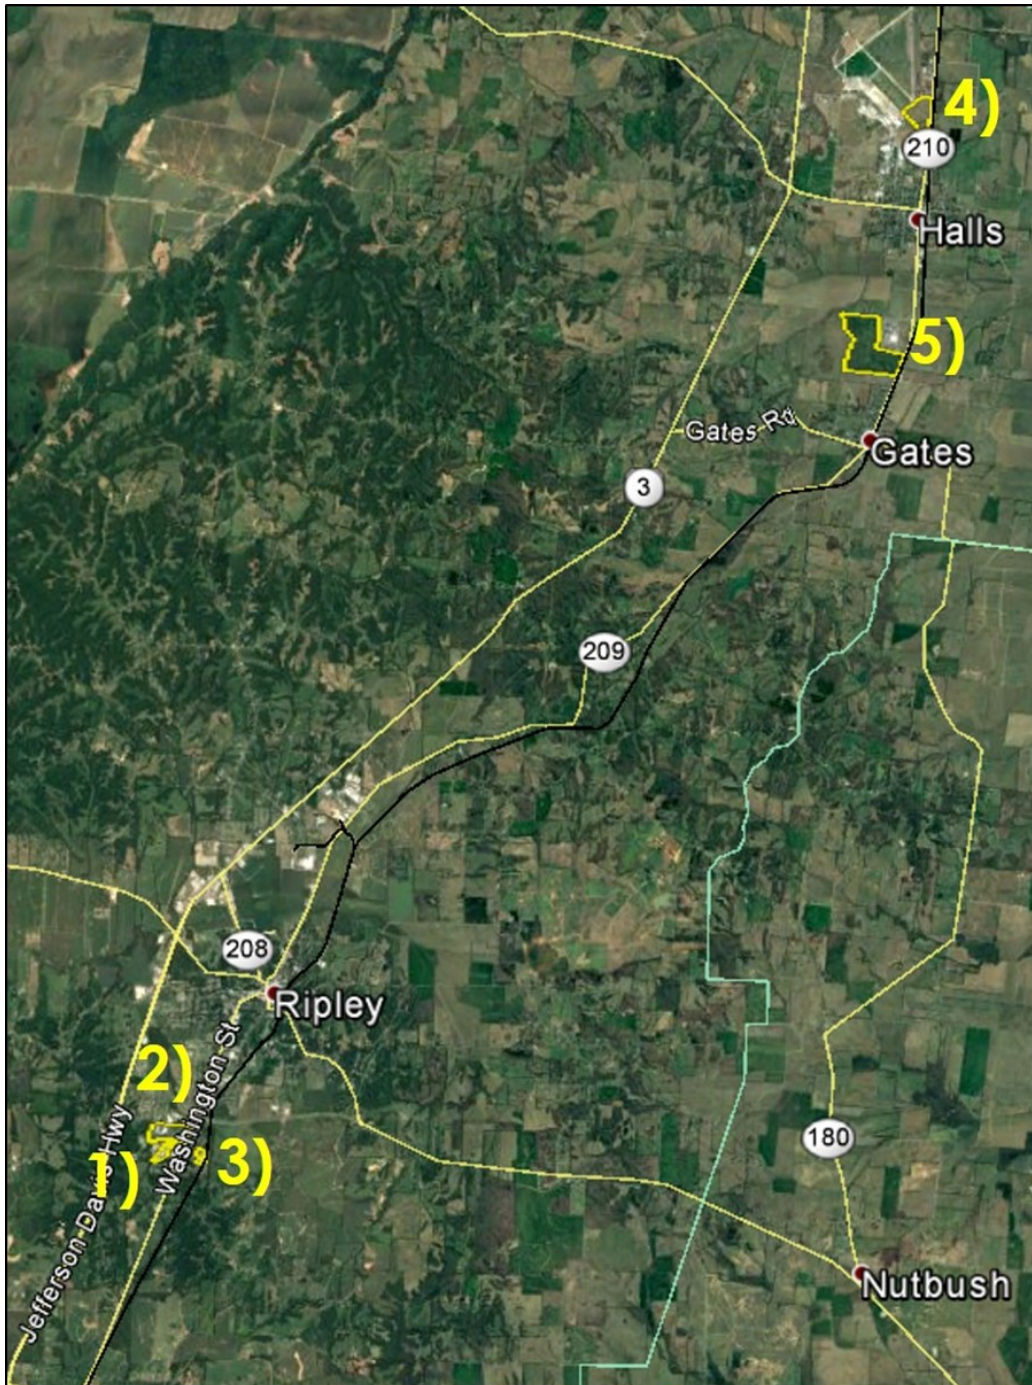 4)
210
Halls
5)
Gates Rd
Gates
3
209
208
Ripley
2)
Washington St
1)
3)
Jefferson Davis Hwy
180
Nutbush